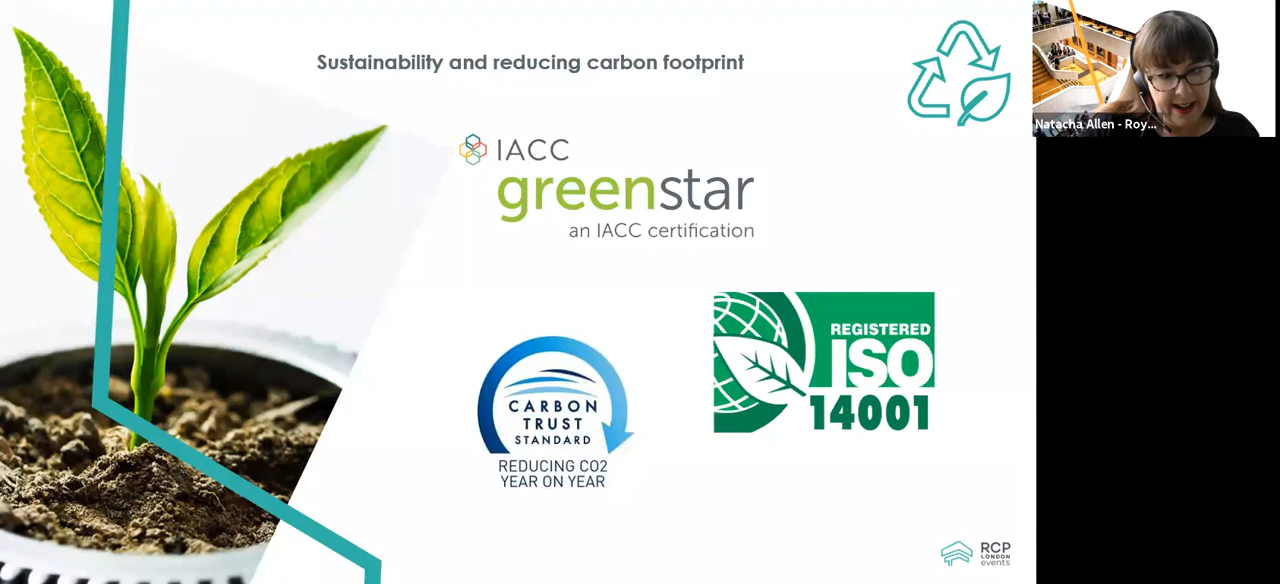 Sustainability and reducing carbon footprint
IACC
greenstar
an IACC certification
CARBON
TRUST
STANDARD
REDUCING CO2
YEAR ON YEAR
REGISTERED
ISO
14001
RCP
LONDON
events
Natacha Allen - Roy...